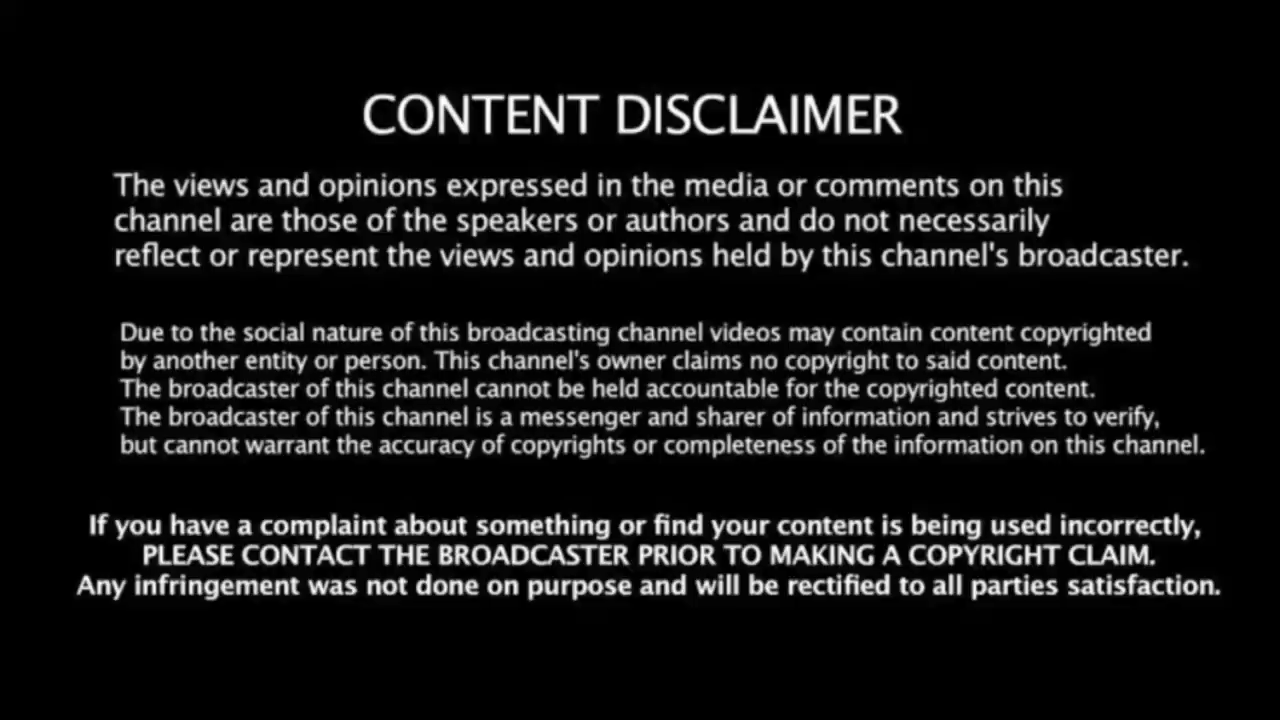 CONTENT DISCLAIMER
The views and opinions expressed in the media or comments on this
channel are those of the speakers or authors and do not necessarily
reflect or represent the views and opinions held by this channel's broadcaster.
Due to the social nature of this broadcasting channel videos may contain content copyrighted
by another entity or person. This channel's owner claims no copyright to said content.
The broadcaster of this channel cannot be held accountable for the copyrighted content.
The broadcaster of this channel is a messenger and sharer of information and strives to verify,
but cannot warrant the accuracy of copyrights or completeness of the information on this channel.
If you have a complaint about something or find your content is being used incorrectly,
PLEASE CONTACT THE BROADCASTER PRIOR TO MAKING A COPYRIGHT CLAIM.
Any infringement was not done on purpose and will be rectified to all parties satisfaction.